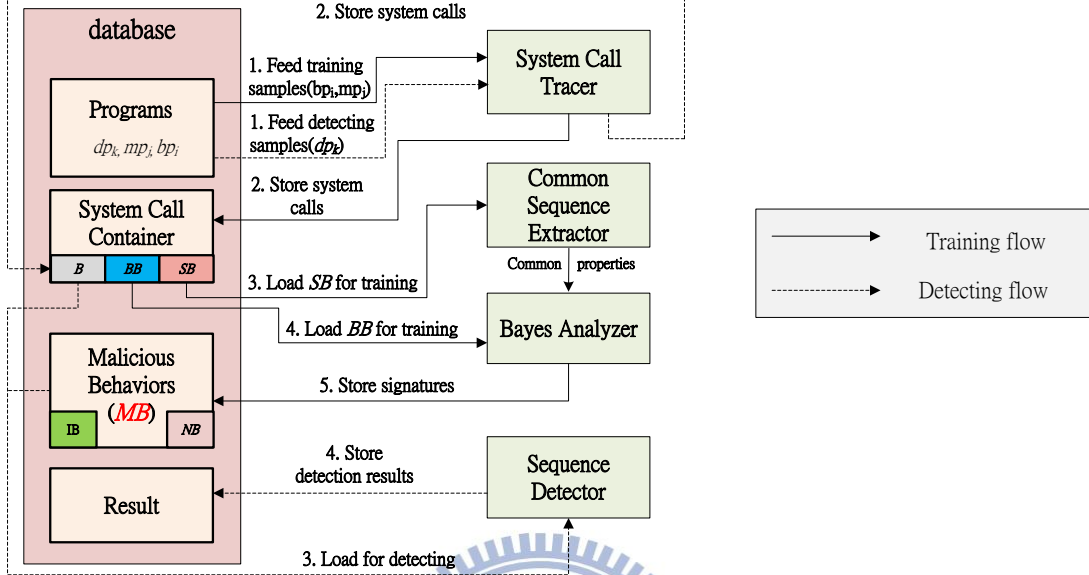 2. Store system calls
database
1. Feed training
samples(bpi,mpj)
System Call
Tracer
Programs
dpk, mpj, bpi
1. Feed detecting
samples(dpk)
2. Store system
calls
Common
Sequence
Extractor
System Call
Container
B
BB
SB
Common properties
3. Load SB for training
4. Load BB for training
Bayes Analyzer
Malicious
Behaviors
(MB)
IB
NB
5. Store signatures
4. Store
detection results
Sequence
Detector
Result
3. Load for detecting
Training flow
Detecting flow